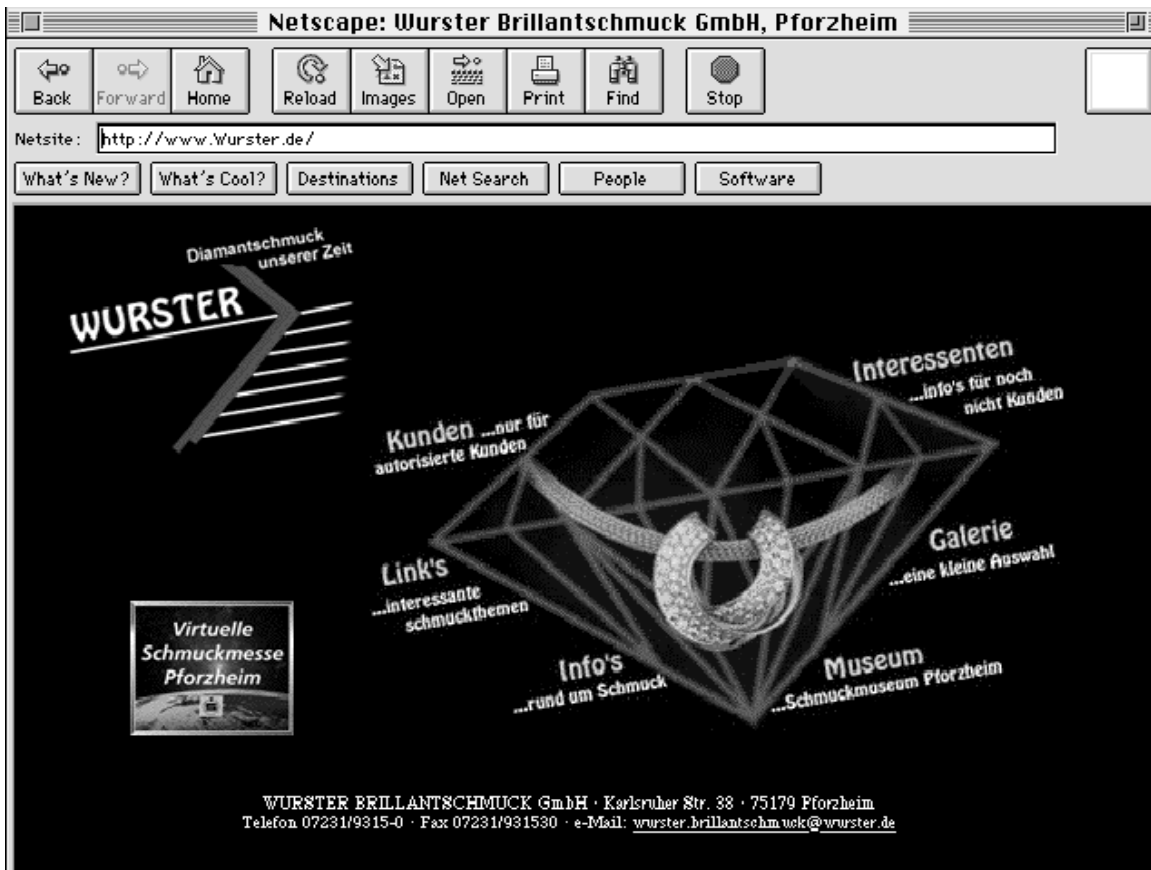 Netscape: Wurster Brillantschmuck GmbH, Pforzheim
Back
Forward
Home
Reload
Images
Open
Print
Find
Stop
Netsite:
http://www.Wurster.de/
What's New?
What's Cool?
Destinations
Net Search
People
Software
Diamantschmuck
unserer Zeit
WURSTER
Interessenten
...info's für noch
nicht Kunden
Kunden ...nur für
autorisierte Kunden
Galerie
...eine kleine Auswahl
Link's
...interessante
schmuckthemen
Virtuelle
Schmuckmesse
Pforzheim
Info's
...rund um Schmuck
Museum
...Schmuckmuseum Pforzheim
WURSTER BRILLANTSCHMUCK GmbH · Karlsruher Str. 38 · 75179 Pforzheim
Telefon 07231/9315-0 · Fax 07231/931530 · e-Mail: wurster.brillantschmuck@wurster.de